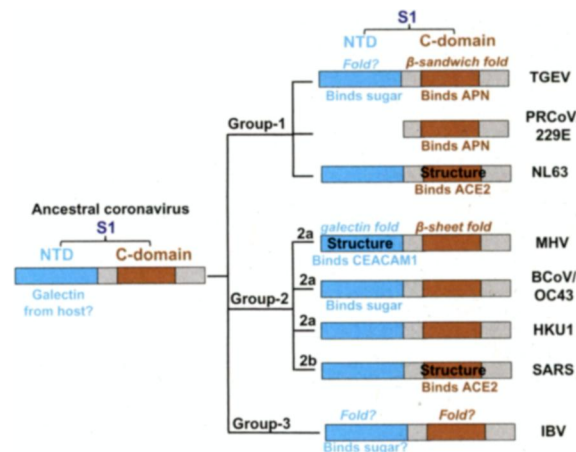 S1
NTD C-domain
Fold? β-sandwich fold
TGEV
Binds sugar Binds APN
PRCoV
229E
Binds APN
Group-1
Structure
NL63
Binds ACE2
Ancestral coronavirus
S1
NTD C-domain
Galectin
from host?
Group-2
2a
galectin fold β-sheet fold
Structure
MHV
Binds CEACAM1
2a
BCoV/
OC43
Binds sugar
2a
HKU1
2b
Structure
SARS
Binds ACE2
Group-3
Fold? Fold?
IBV
Binds sugar?